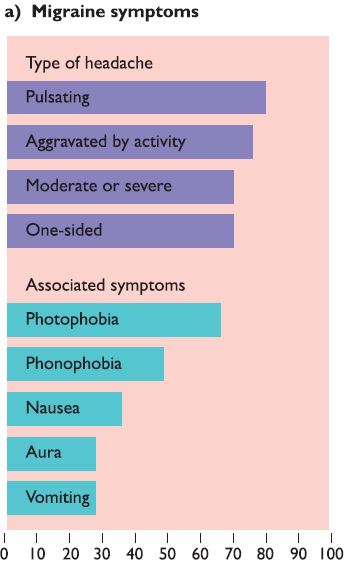 a) Migraine symptoms
Type of headache
Pulsating
Aggravated by activity
Moderate or severe
One-sided
Associated symptoms
Photophobia
Phonophobia
Nausea
Aura
Vomiting
0 10 20 30 40 50 60 70 80 90 100